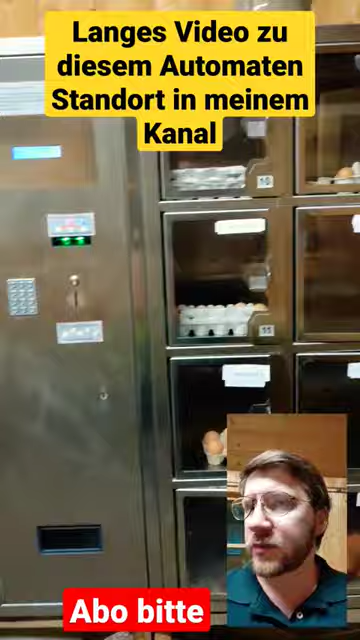 Langes Video zu
diesem Automaten
Standort in meinem
Kanal
10
11
Abo bitte